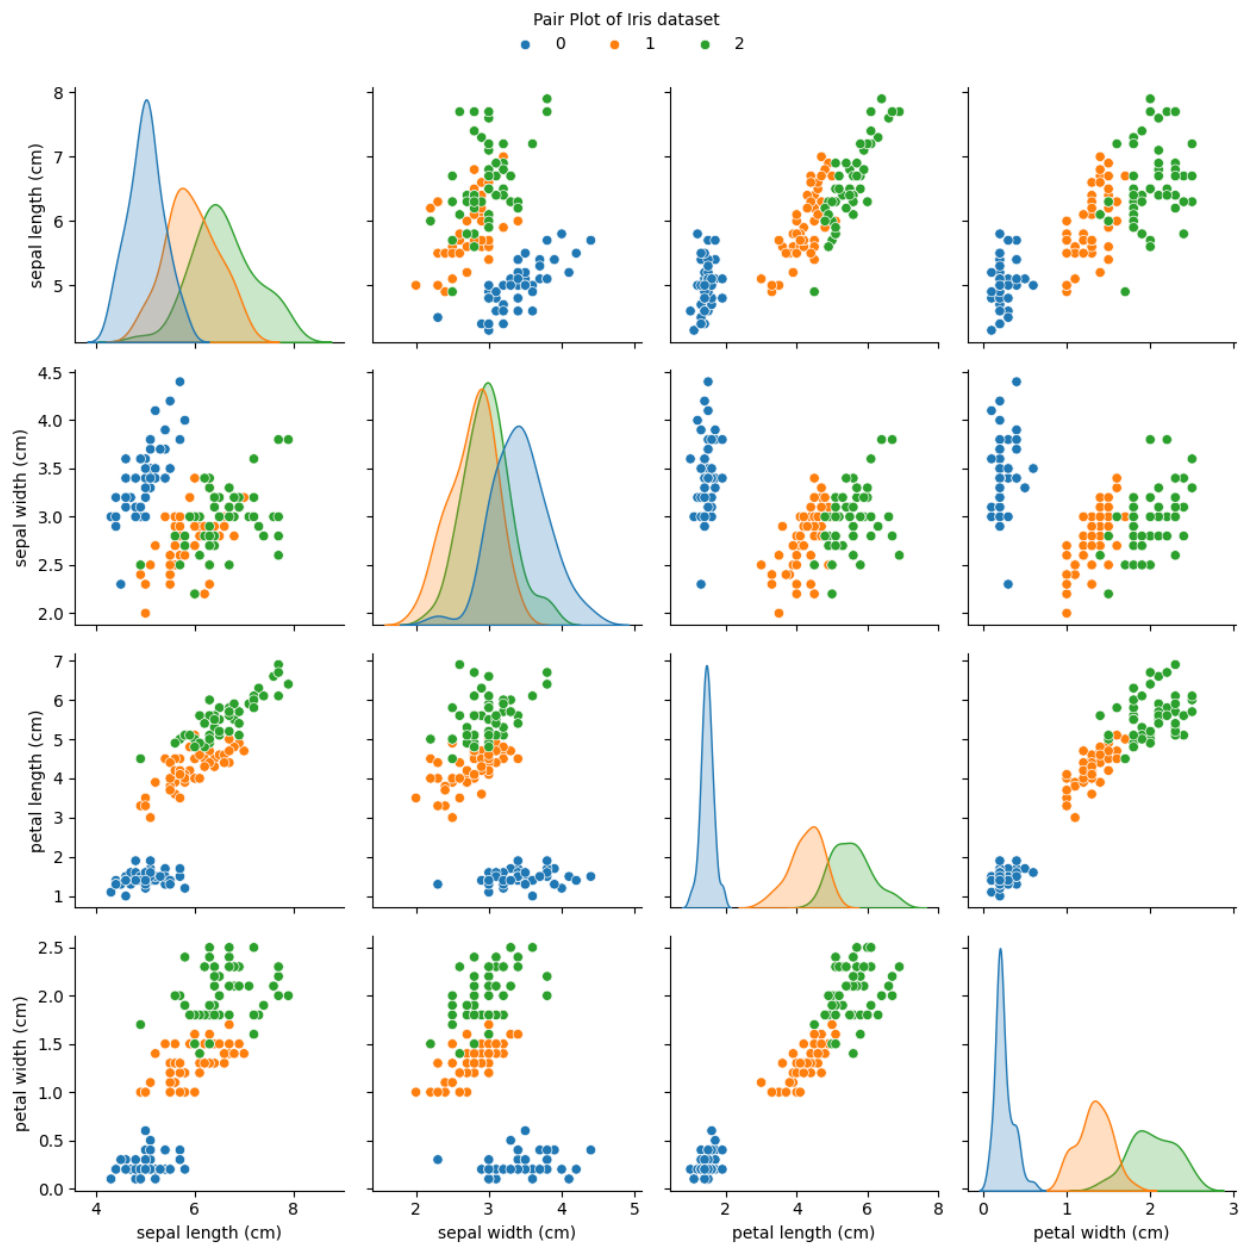 Pair Plot of Iris dataset
0 1 2
8
7
6
5
sepal length (cm)
4 6 8
2 3 4 5
2 4 6 8
0 1 2 3
4.5
4.0
3.5
3.0
2.5
2.0
sepal width (cm)
7
6
5
4
3
2
1
petal length (cm)
2.5
2.0
1.5
1.0
0.5
0.0
petal width (cm)
sepal length (cm) sepal width (cm) petal length (cm) petal width (cm)